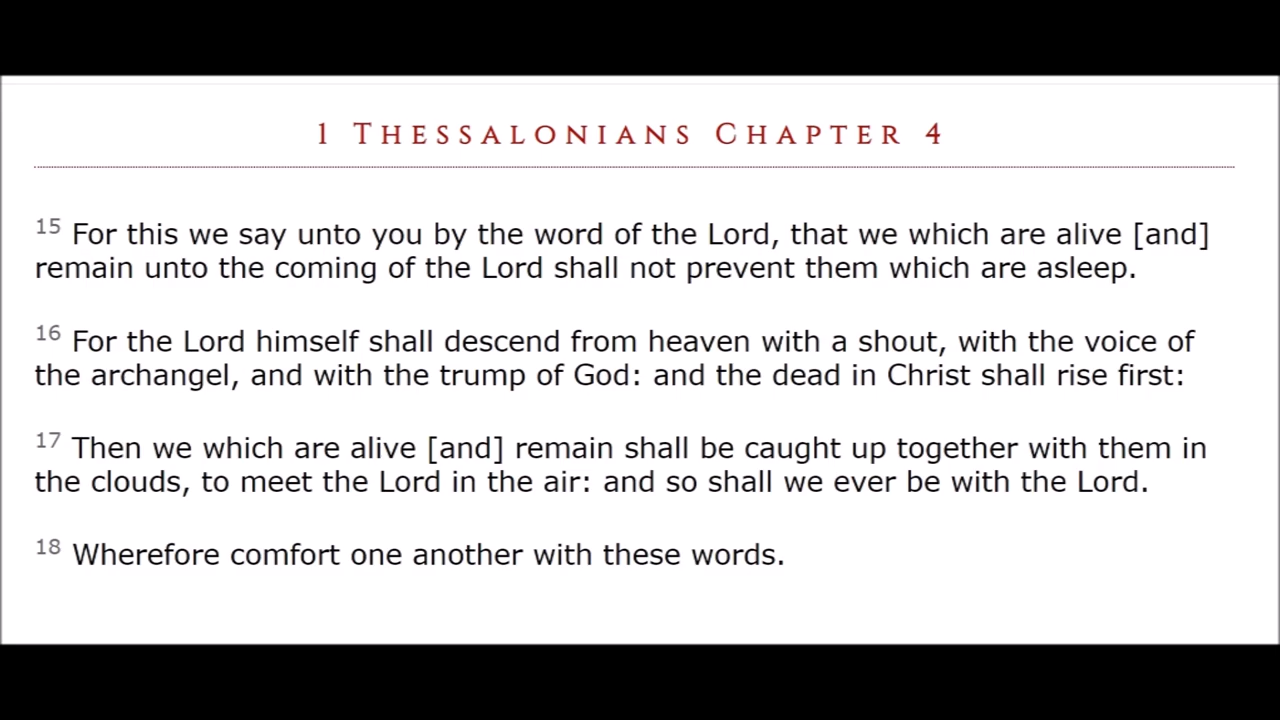 1 Thessalonians Chapter 4
15 For this we say unto you by the word of the Lord, that we which are alive [and]
remain unto the coming of the Lord shall not prevent them which are asleep.
16 For the Lord himself shall descend from heaven with a shout, with the voice of
the archangel, and with the trump of God: and the dead in Christ shall rise first:
17 Then we which are alive [and] remain shall be caught up together with them in
the clouds, to meet the Lord in the air: and so shall we ever be with the Lord.
18 Wherefore comfort one another with these words.